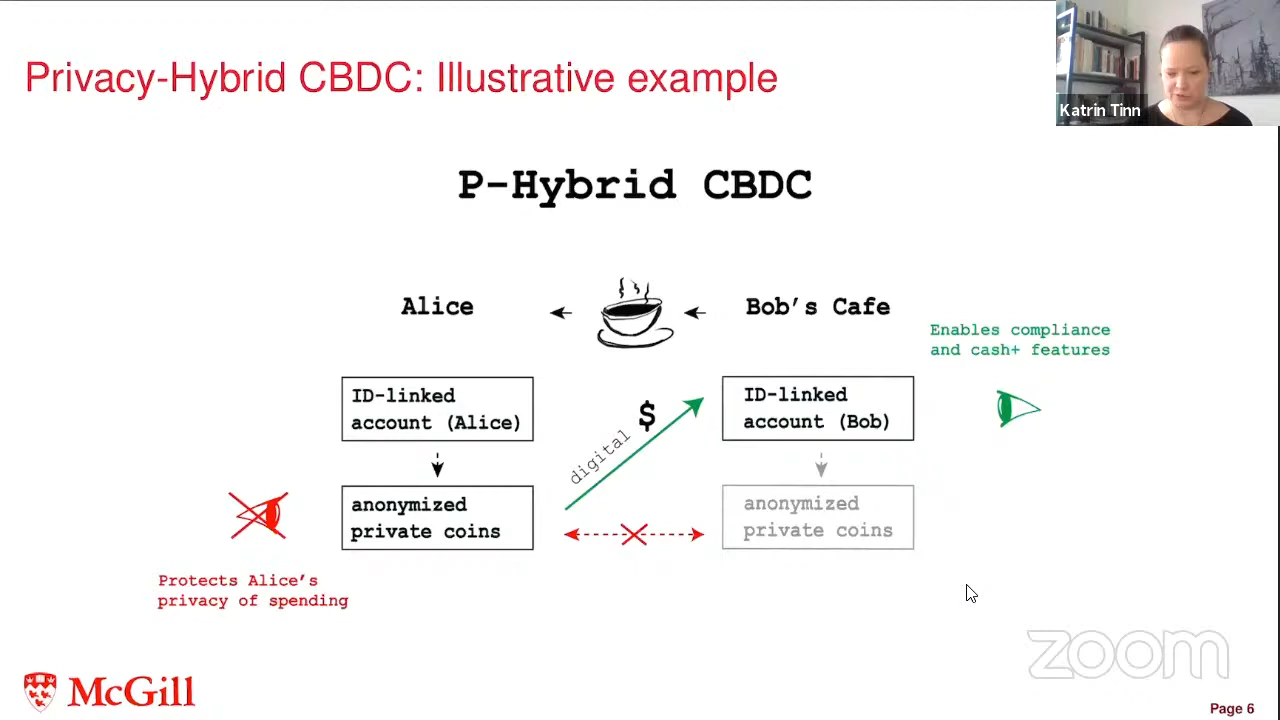 Privacy-Hybrid CBDC: Illustrative example
Katrin Tinn
P-Hybrid CBDC
Alice
Bob's Cafe
Enables compliance
and cash+ features
ID-linked
account (Alice)
digital $
ID-linked
account (Bob)
anonymized
private coins
anonymized
private coins
Protects Alice's
privacy of spending
zoom
McGill
Page 6